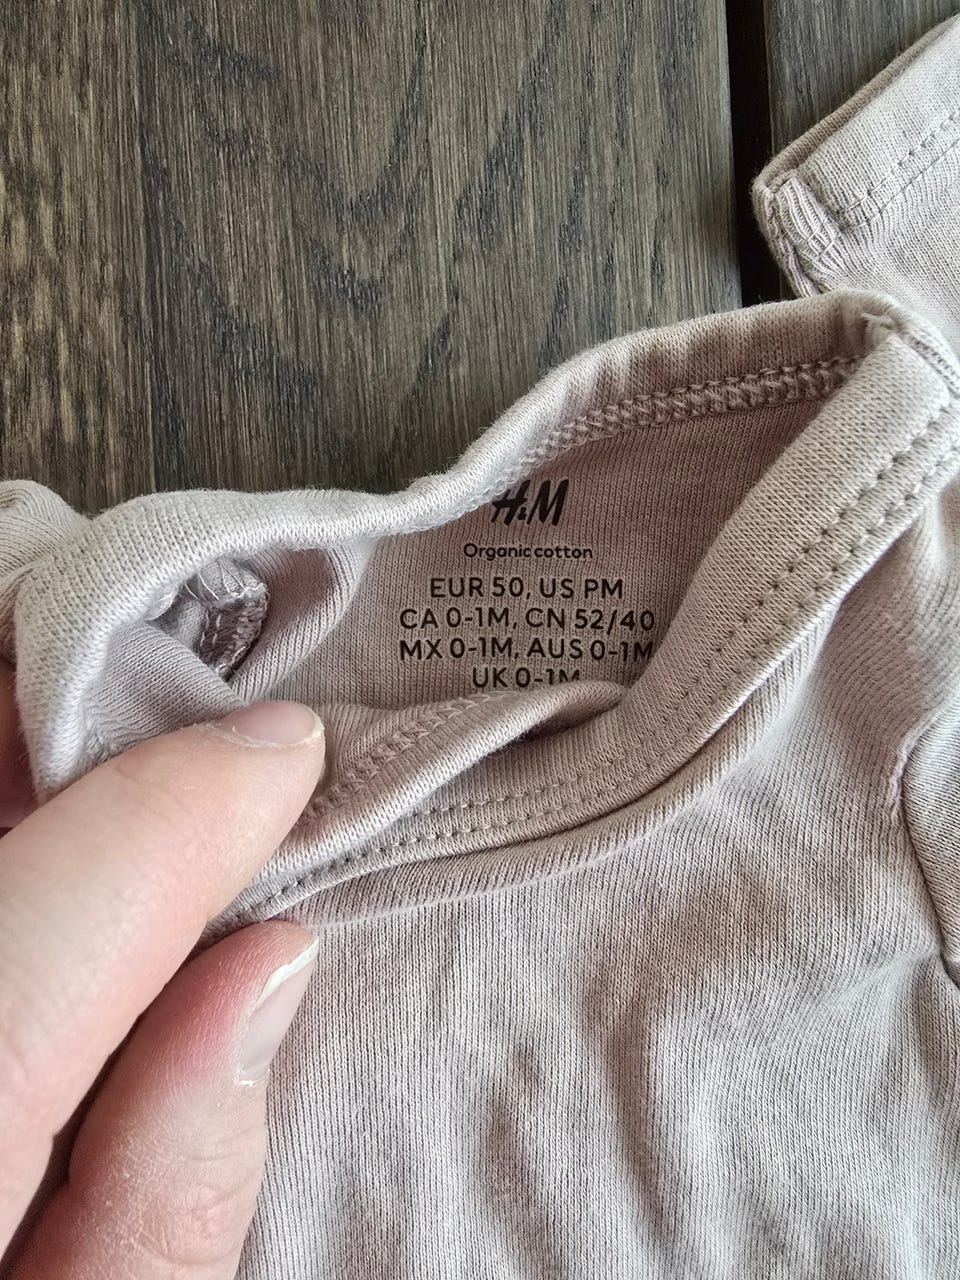 H&M
Organic cotton
EUR 50, US PM
CA 0-1M, CN 52/40
MX 0-1M, AUS 0-1M
UK 0-1M